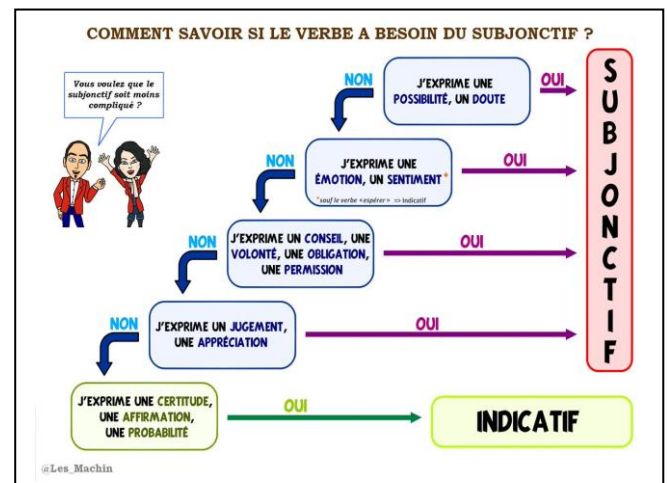 COMMENT SAVOIR SI LE VERBE A BESOIN DU SUBJONCTIF ?
Vous voulez que le
subjonctif soit moins
compliqué ?
NON
J'EXPRIME UNE
POSSIBILITÉ, UN DOUTE
OUI
NON
J'EXPRIME UNE
ÉMOTION, UN SENTIMENT *
*sauf le verbe «espérer» => indicatif
OUI
NON
J'EXPRIME UN CONSEIL, UNE
VOLONTÉ, UNE OBLIGATION,
UNE PERMISSION
OUI
NON
J'EXPRIME UN JUGEMENT,
UNE APPRÉCIATION
OUI
SUBJONCTIF
J'EXPRIME UNE CERTITUDE,
UNE AFFIRMATION,
UNE PROBABILITÉ
OUI
INDICATIF
@Les_Machin